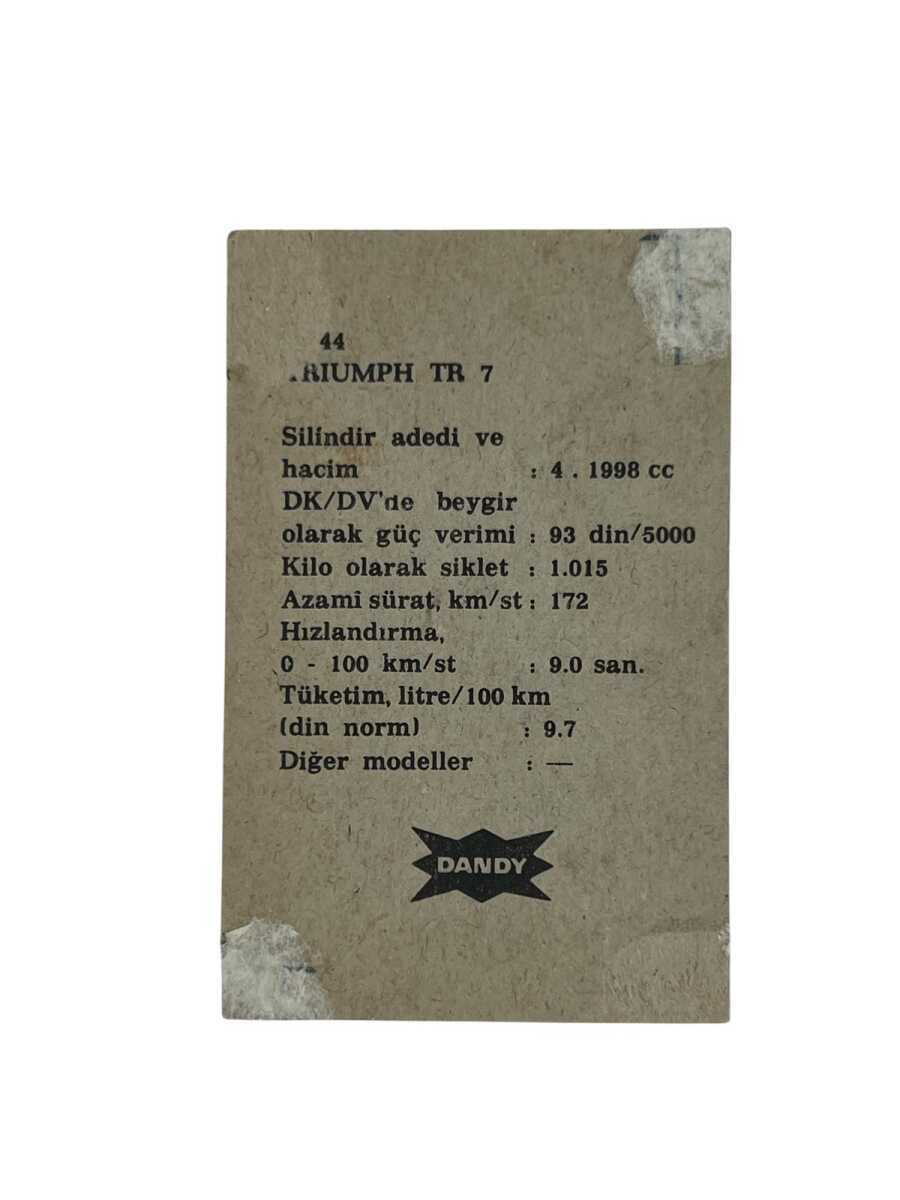 44
TRIUMPH TR 7
Silindir adedi ve
hacim : 4 . 1998 cc
DK/DV'de beygir
olarak güç verimi : 93 din/5000
Kilo olarak siklet : 1.015
Azamî sürat, km/st : 172
Hızlandırma,
0 - 100 km/st : 9.0 san.
Tüketim, litre/100 km
(din norm) : 9.7
Diğer modeller : —
DANDY